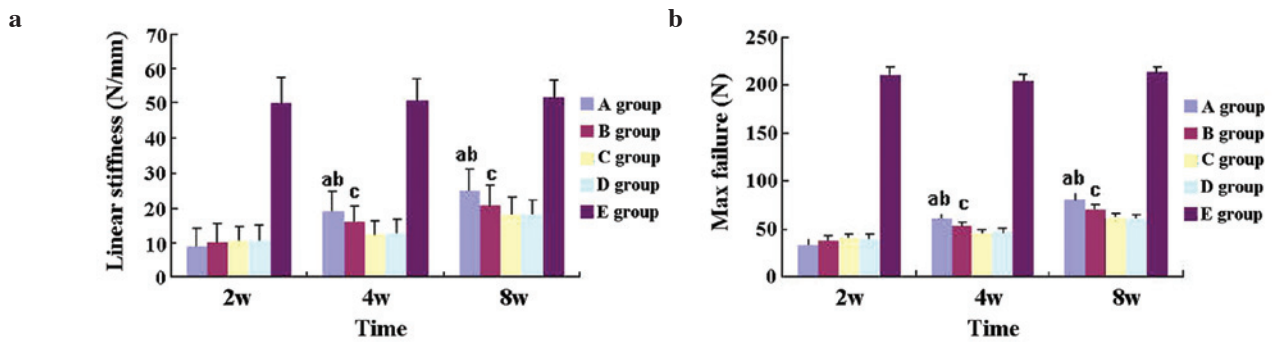 a
Linear stiffness (N/mm)
70
60
50
40
30
20
10
0
ab
c
ab
c
2w
4w
8w
Time
A group
B group
C group
D group
E group
b
Max failure (N)
250
200
150
100
50
0
ab
c
ab
c
2w
4w
8w
Time
A group
B group
C group
D group
E group